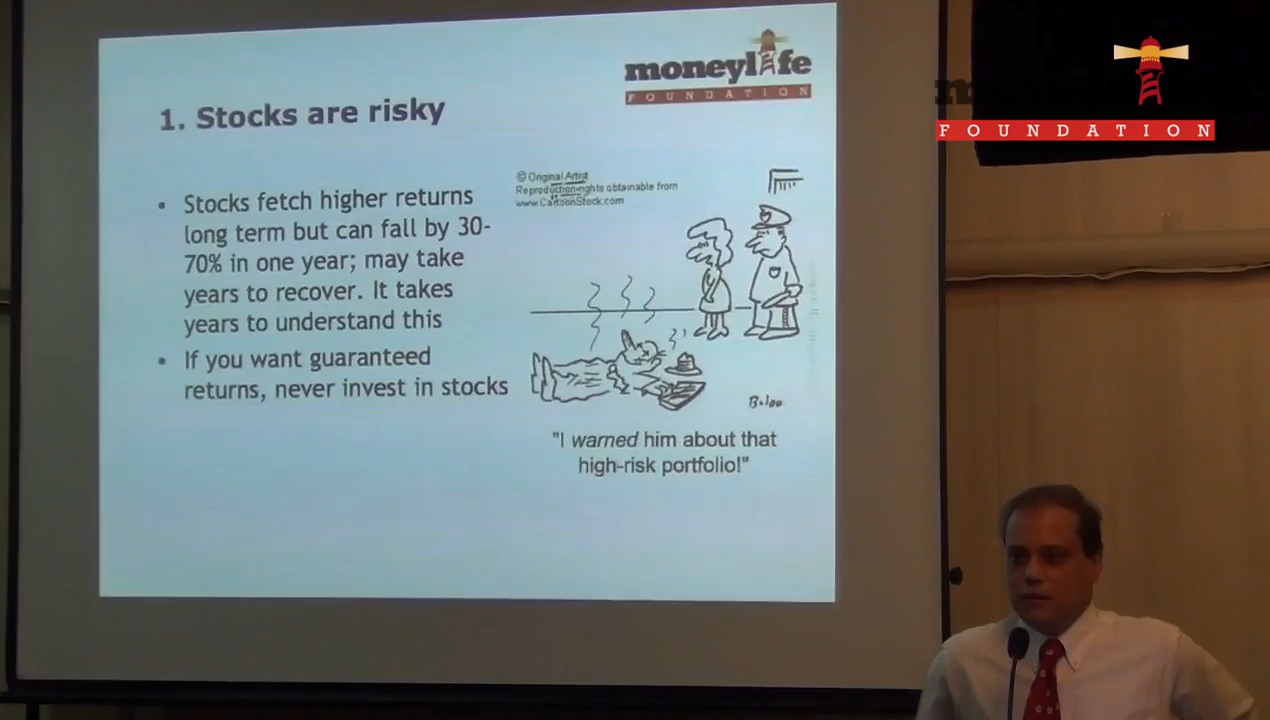 moneylife
FOUNDATION
1. Stocks are risky
• Stocks fetch higher returns
long term but can fall by 30-
70% in one year; may take
years to recover. It takes
years to understand this
• If you want guaranteed
returns, never invest in stocks
© Original Artist
Reproduction rights obtainable from
www.CartoonStock.com
Baloo
"I warned him about that
high-risk portfolio!"
FOUNDATION